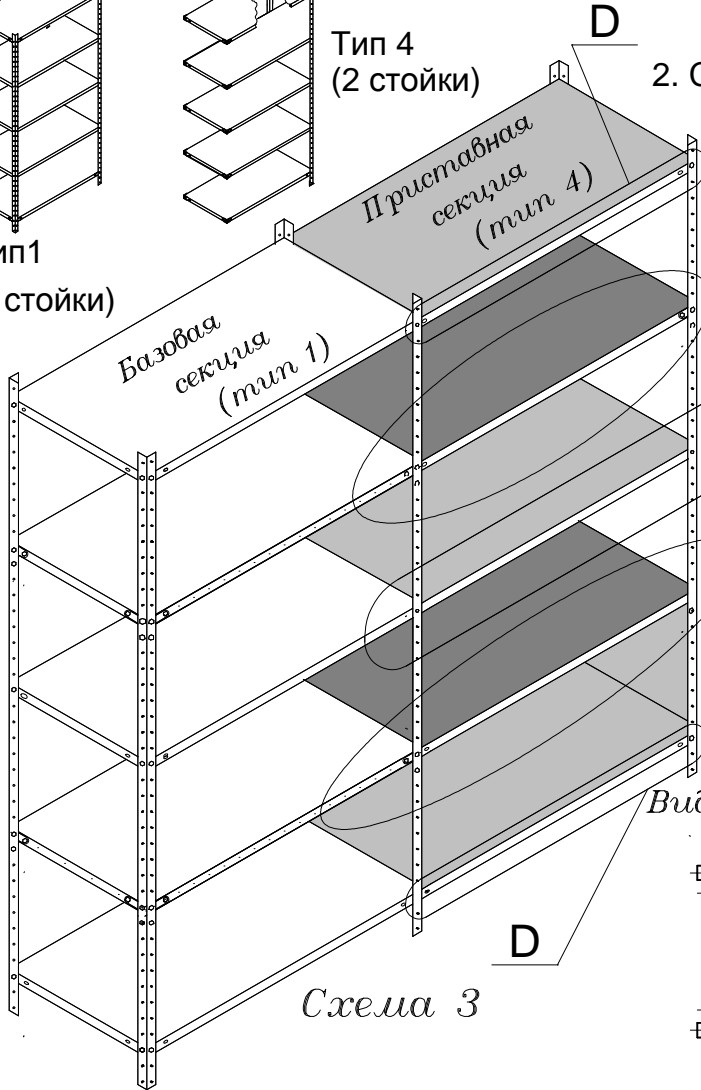 Тип 4
(2 стойки)
D
2. С
ип1
стойки)
Приставная
секция
(тип 4)
Базовая
секция
(тип 1)
Вид
D
Схема 3